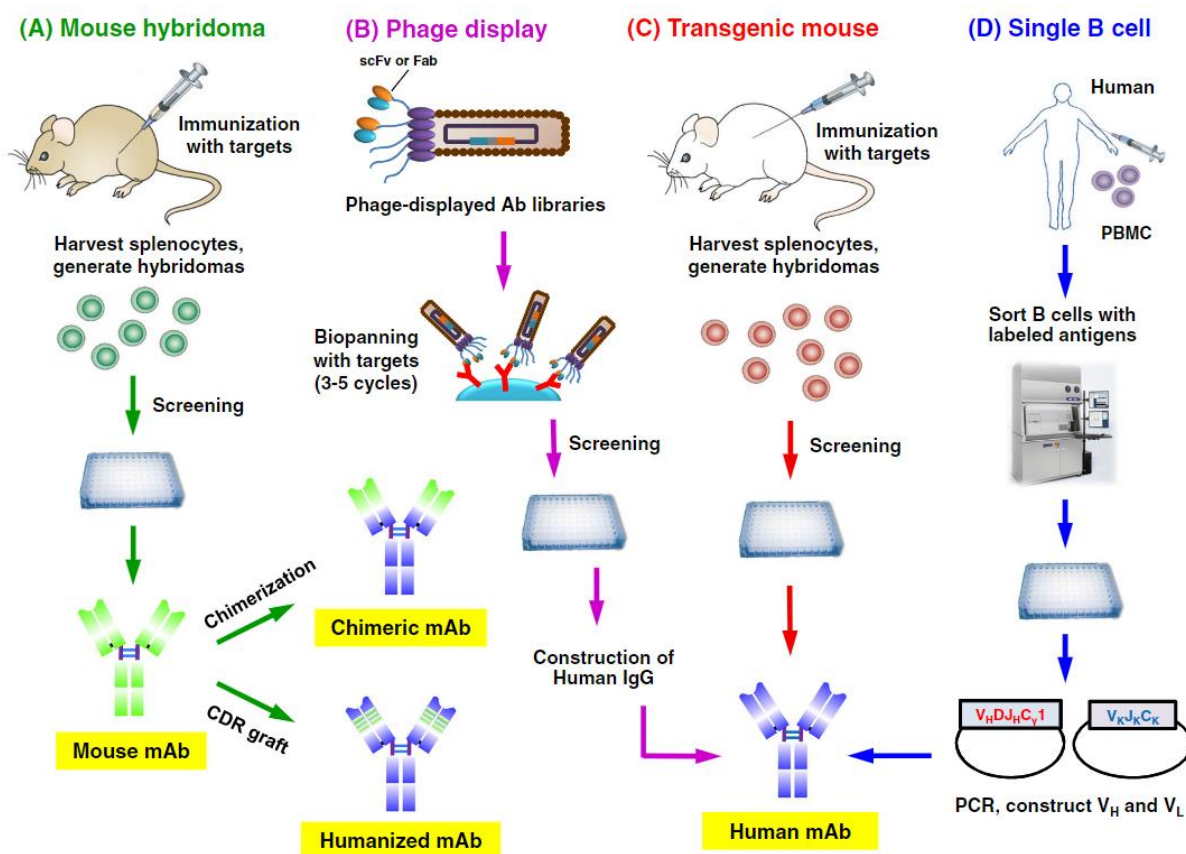 (A) Mouse hybridoma
Immunization
with targets
Harvest splenocytes,
generate hybridomas
Screening
Mouse mAb
Chimerization
CDR graft
Chimeric mAb
Humanized mAb
(B) Phage display
scFv or Fab
Phage-displayed Ab libraries
Biopanning
with targets
(3-5 cycles)
Screening
Construction of
Human IgG
(C) Transgenic mouse
Immunization
with targets
Harvest splenocytes,
generate hybridomas
Screening
Human mAb
(D) Single B cell
Human
PBMC
Sort B cells with
labeled antigens
VHDJHCγ1
VKJKCK
PCR, construct VH and VL